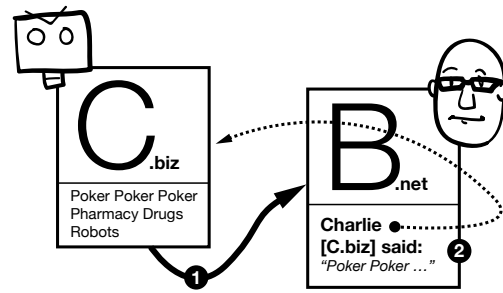 C.biz
Poker Poker Poker
Pharmacy Drugs
Robots
1
B.net
Charlie
[C.biz] said:
“Poker Poker …”
2